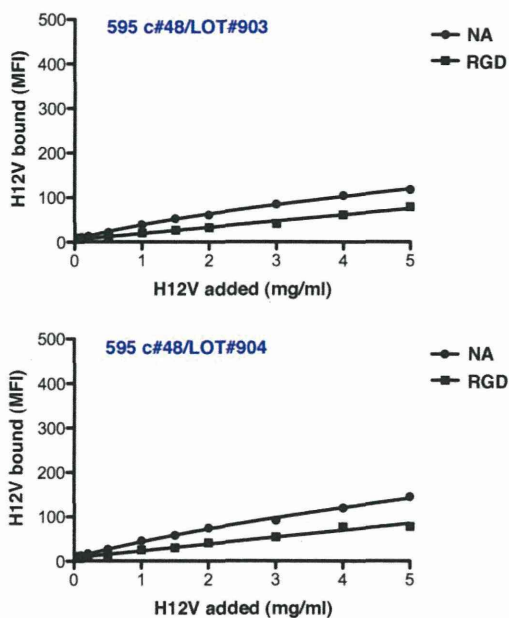 595 c#48/LOT#903
NA
RGD
H12V bound (MFI)
500
400
300
200
100
0
0 1 2 3 4 5
H12V added (mg/ml)
595 c#48/LOT#904
NA
RGD
H12V bound (MFI)
500
400
300
200
100
0
0 1 2 3 4 5
H12V added (mg/ml)